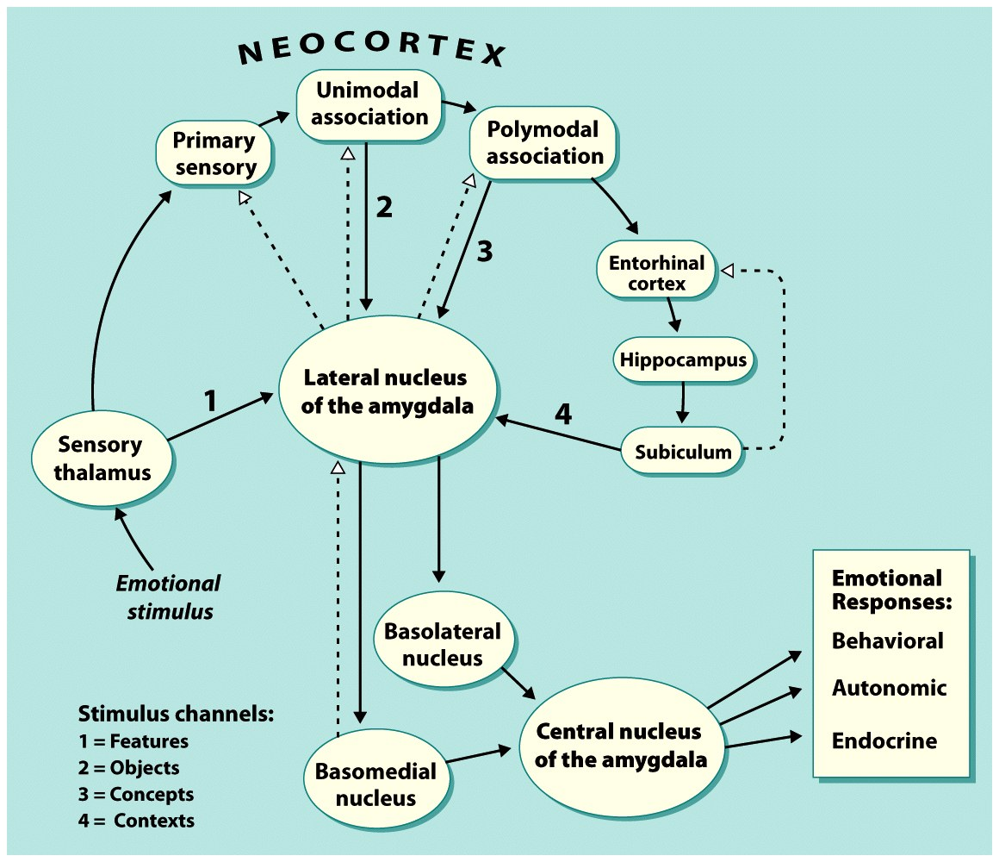 NEOCORTEX
Unimodal
association
Polymodal
association
Primary
sensory
2
3
Entorhinal
cortex
Hippocampus
Lateral nucleus
of the amygdala
1
4
Subiculum
Sensory
thalamus
Emotional
stimulus
Basolateral
nucleus
Emotional
Responses:
Behavioral
Autonomic
Endocrine
Central nucleus
of the amygdala
Basomedial
nucleus
Stimulus channels:
1 = Features
2 = Objects
3 = Concepts
4 = Contexts